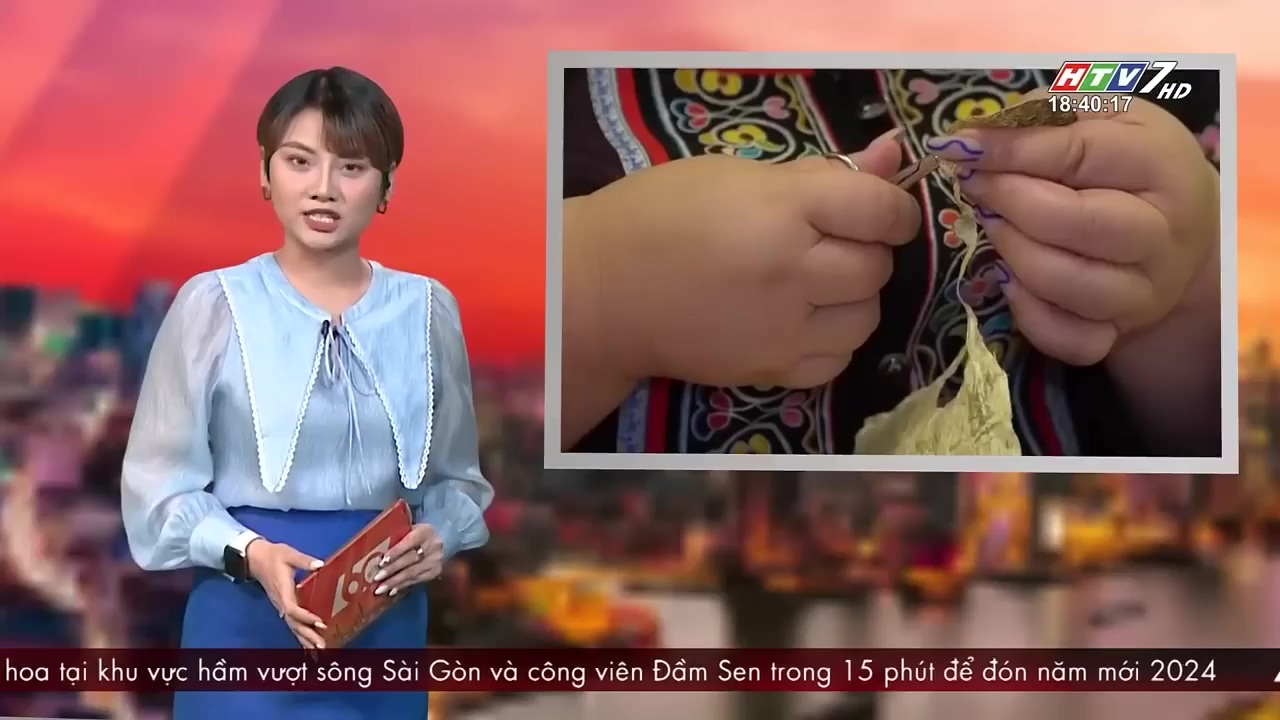 HTV7 HD
18:40:17
hoa tại khu vực hầm vượt sông Sài Gòn và công viên Đầm Sen trong 15 phút để đón năm mới 2024